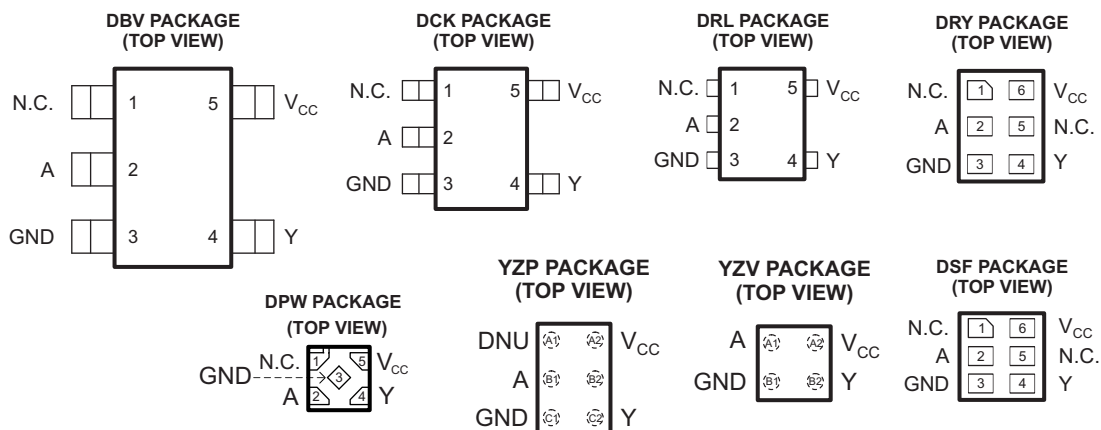 DBV PACKAGE
(TOP VIEW)
N.C. 1 5 VCC
A 2
GND 3 4 Y
DCK PACKAGE
(TOP VIEW)
N.C. 1 5 VCC
A 2
GND 3 4 Y
DRL PACKAGE
(TOP VIEW)
N.C. 1 5 VCC
A 2
GND 3 4 Y
DRY PACKAGE
(TOP VIEW)
N.C. 1 6 VCC
A 2 5 N.C.
GND 3 4 Y
DPW PACKAGE
(TOP VIEW)
N.C. 1 5 VCC
GND 3
A 2 4 Y
YZP PACKAGE
(TOP VIEW)
DNU A1 A2 VCC
A B1 B2
GND C1 C2 Y
YZV PACKAGE
(TOP VIEW)
A A1 A2 VCC
GND B1 B2 Y
DSF PACKAGE
(TOP VIEW)
N.C. 1 6 VCC
A 2 5 N.C.
GND 3 4 Y